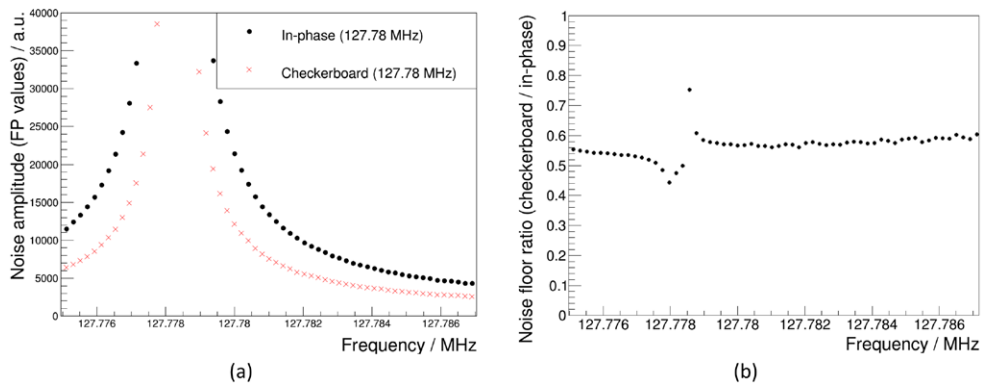 Noise amplitude (FP values) / a.u.
40000
35000
30000
25000
20000
15000
10000
5000
0
In-phase (127.78 MHz)
Checkerboard (127.78 MHz)
127.776 127.778 127.78 127.782 127.784 127.786
Frequency / MHz
(a)
Noise floor ratio (checkerboard / in-phase)
1
0.9
0.8
0.7
0.6
0.5
0.4
0.3
0.2
0.1
0
127.776 127.778 127.78 127.782 127.784 127.786
Frequency / MHz
(b)